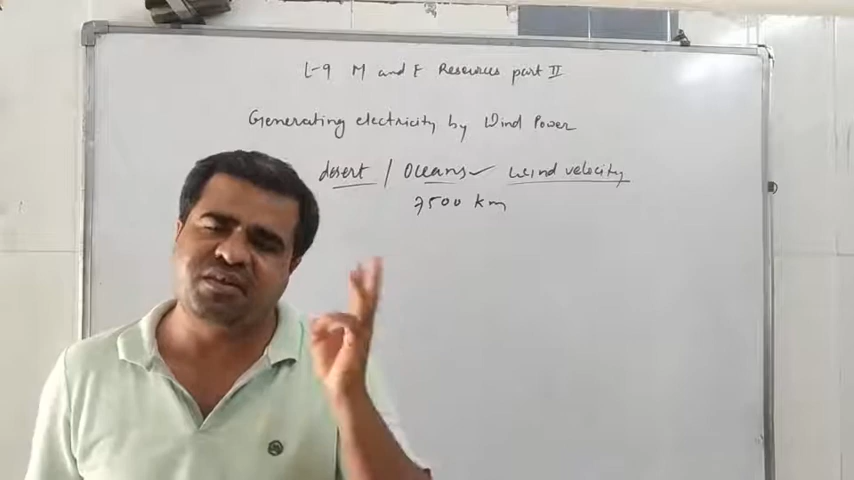 L-9 M and E Resources part II
Generating electricity by Wind Power
desert / Oceans ✓ wind velocity
7500 km